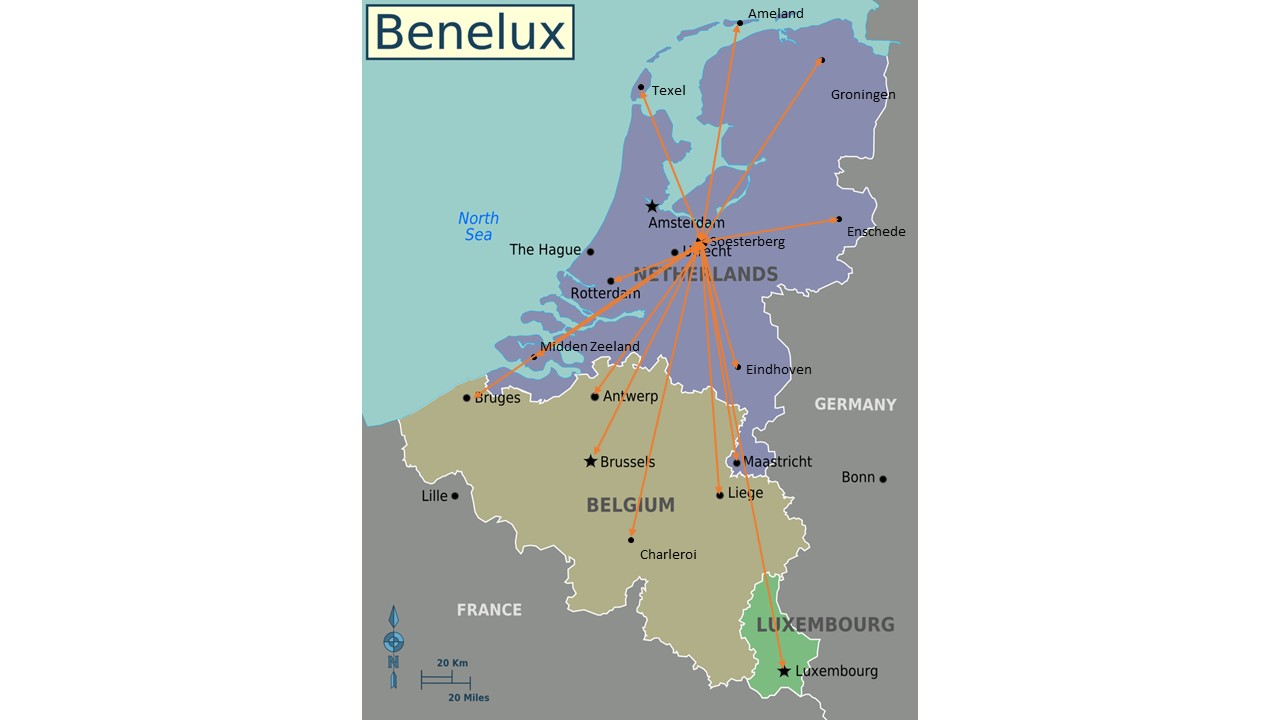 Benelux
Ameland
Texel
Groningen
North
Sea
Amsterdam
Enschede
Soesterberg
The Hague
Utrecht
NETHERLANDS
Rotterdam
Midden Zeeland
Eindhoven
Bruges
Antwerp
GERMANY
Brussels
Maastricht
Bonn
Lille
Liege
BELGIUM
Charleroi
FRANCE
LUXEMBOURG
N
20 Km
20 Miles
Luxembourg